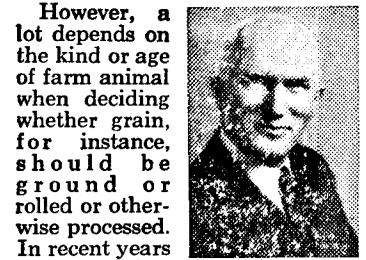 However, a
lot depends on
the kind or age
of farm animal
when deciding
whether grain,
for instance,
should be
ground or
rolled or other-
wise processed.
In recent years